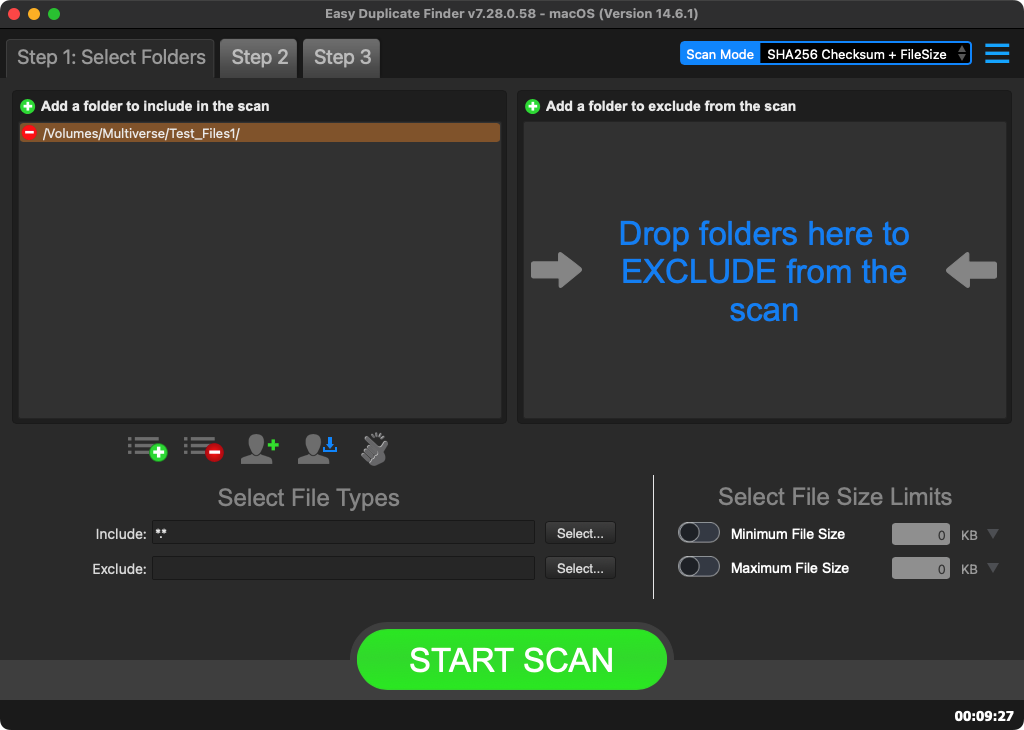 Easy Duplicate Finder v7.28.0.58 - macOS (Version 14.6.1)
Step 1: Select Folders
Step 2
Step 3
Scan Mode
SHA256 Checksum + FileSize
Add a folder to include in the scan
/Volumes/Multiverse/Test_Files1/
Add a folder to exclude from the scan
Drop folders here to
EXCLUDE from the
scan
Select File Types
Include:
*.*
Select...
Exclude:
Select...
Select File Size Limits
Minimum File Size
0
KB
Maximum File Size
0
KB
START SCAN
00:09:27